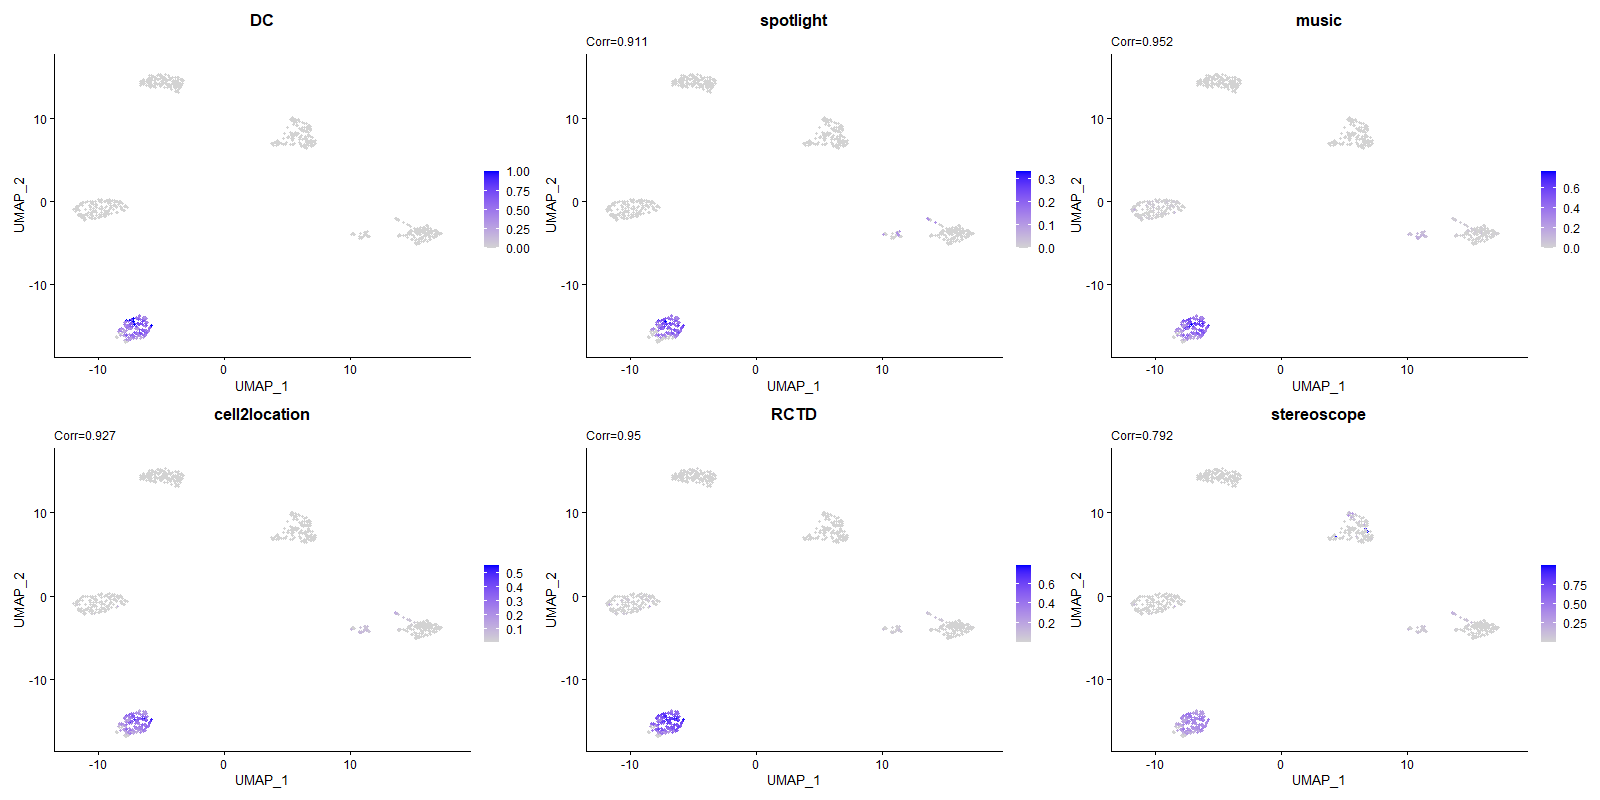 DC
UMAP_2
10
0
-10
-10
0
10
UMAP_1
1.00
0.75
0.50
0.25
0.00
spotlight
Corr=0.911
UMAP_2
10
0
-10
-10
0
10
UMAP_1
0.3
0.2
0.1
0.0
music
Corr=0.952
UMAP_2
10
0
-10
-10
0
10
UMAP_1
0.6
0.4
0.2
0.0
cell2location
Corr=0.927
UMAP_2
10
0
-10
-10
0
10
UMAP_1
0.5
0.4
0.3
0.2
0.1
RCTD
Corr=0.95
UMAP_2
10
0
-10
-10
0
10
UMAP_1
0.6
0.4
0.2
stereoscope
Corr=0.792
UMAP_2
10
0
-10
-10
0
10
UMAP_1
0.75
0.50
0.25